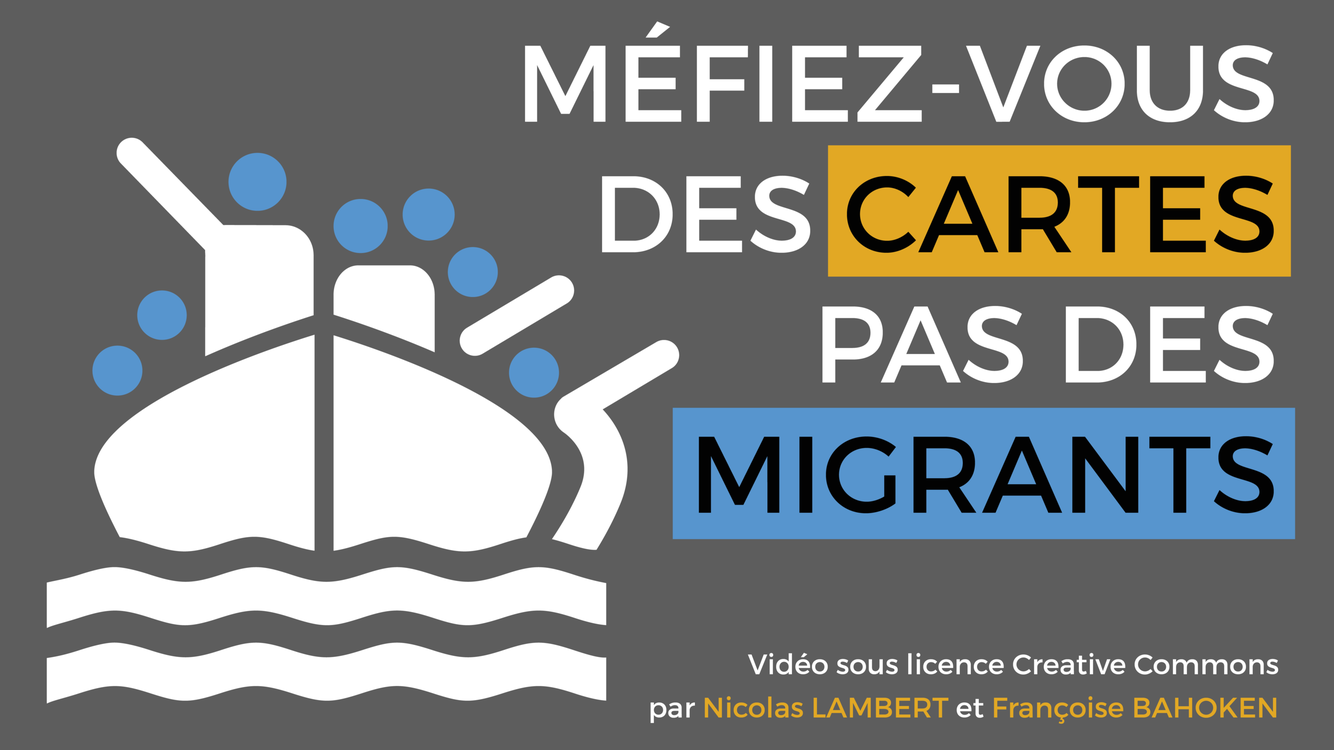 MÉFIEZ-VOUS
DES CARTES
PAS DES
MIGRANTS
Vidéo sous licence Creative Commons
par Nicolas LAMBERT et Françoise BAHOKEN